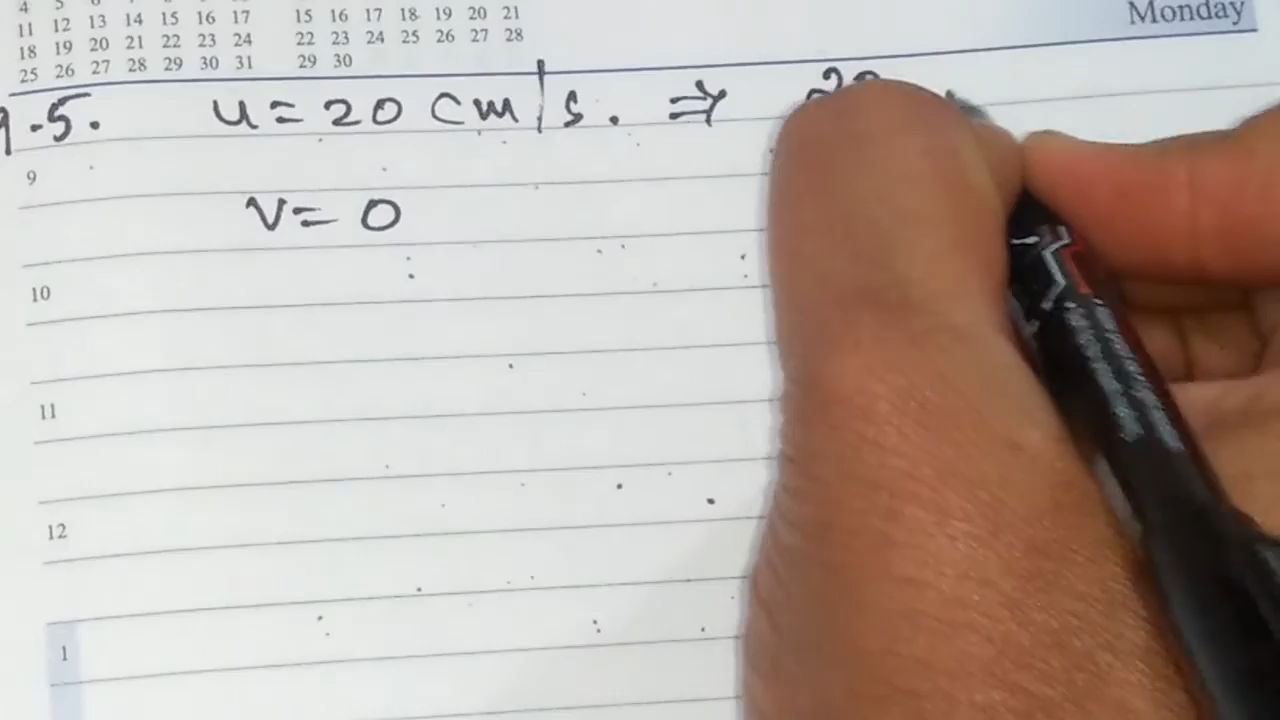 4 5
11 12 13 14 15 16 17 15 16 17 18 19 20 21
18 19 20 21 22 23 24 22 23 24 25 26 27 28
25 26 27 28 29 30 31 29 30
Monday
9.5. u = 20 cm/s. ⇒ 20
9
v = 0
10
11
12
1